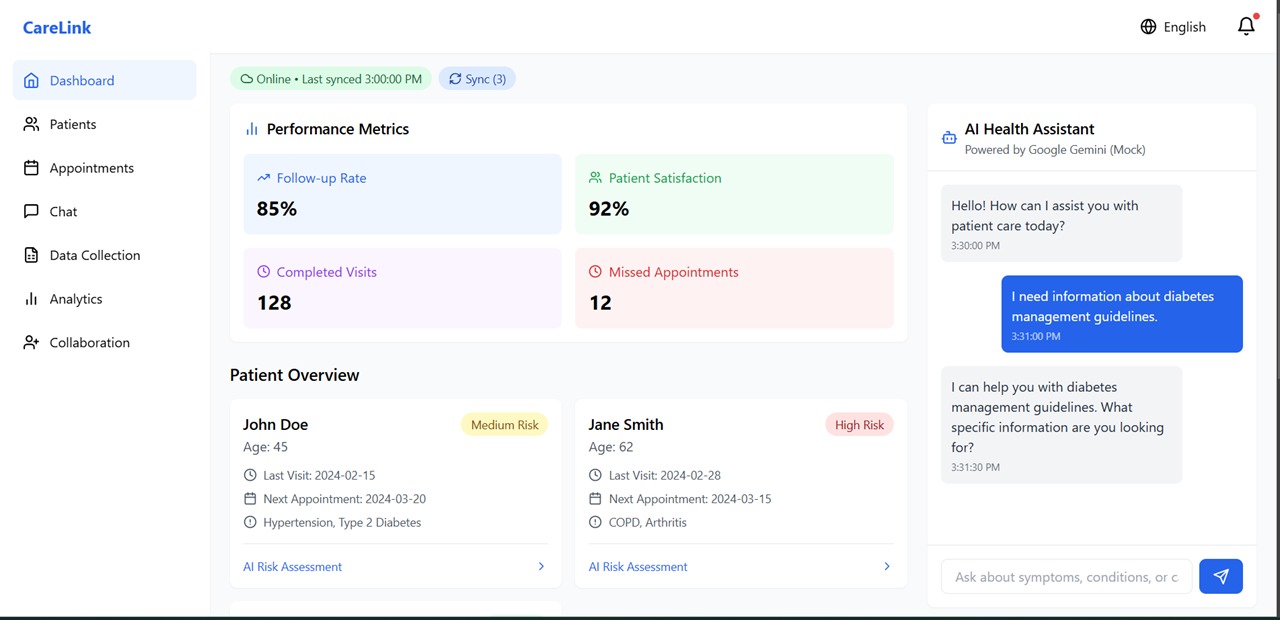 CareLink
English
Dashboard
Patients
Appointments
Chat
Data Collection
Analytics
Collaboration
Online • Last synced 3:00:00 PM
Sync (3)
Performance Metrics
Follow-up Rate
85%
Patient Satisfaction
92%
Completed Visits
128
Missed Appointments
12
Patient Overview
John Doe
Medium Risk
Age: 45
Last Visit: 2024-02-15
Next Appointment: 2024-03-20
Hypertension, Type 2 Diabetes
AI Risk Assessment
Jane Smith
High Risk
Age: 62
Last Visit: 2024-02-28
Next Appointment: 2024-03-15
COPD, Arthritis
AI Risk Assessment
AI Health Assistant
Powered by Google Gemini (Mock)
Hello! How can I assist you with
patient care today?
3:30:00 PM
I need information about diabetes
management guidelines.
3:31:00 PM
I can help you with diabetes
management guidelines. What
specific information are you looking
for?
3:31:30 PM
Ask about symptoms, conditions, or c